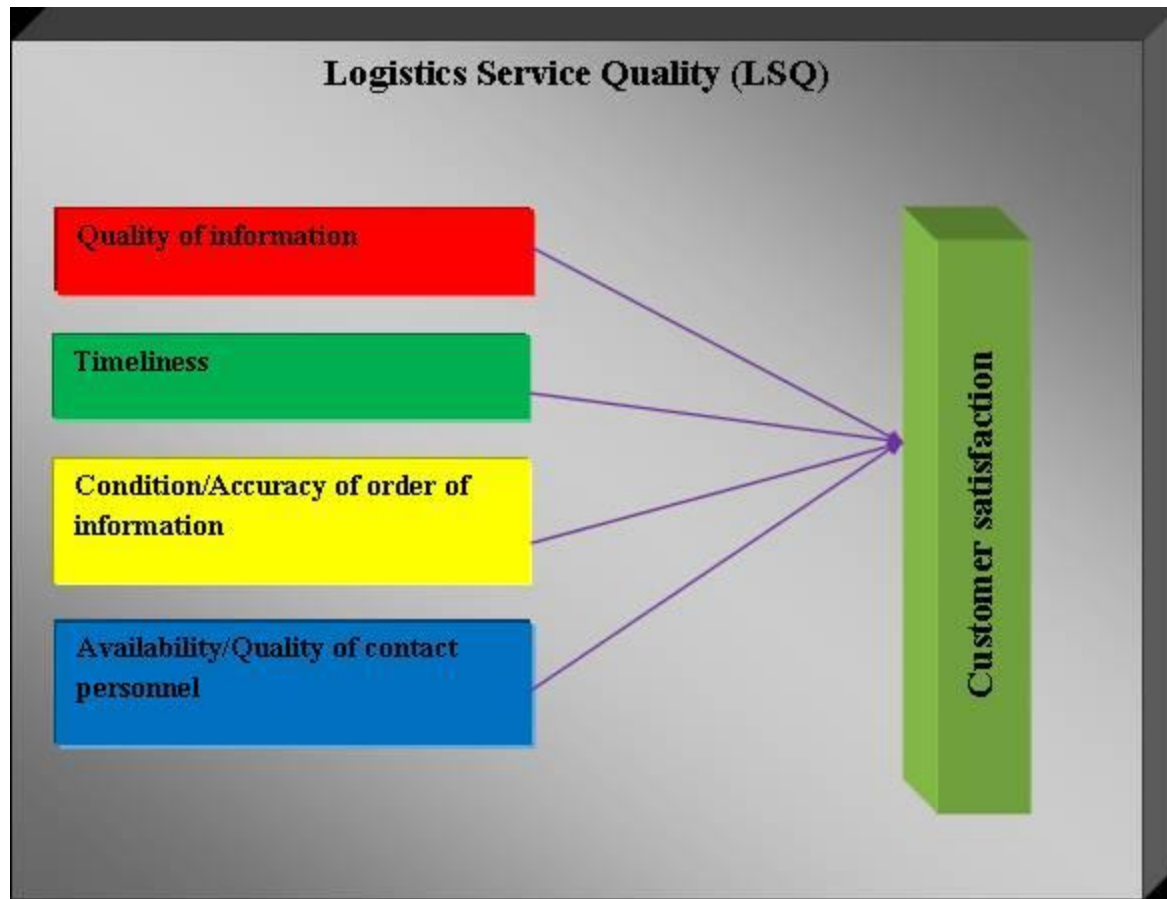 Logistics Service Quality (LSQ)
Quality of information
Timeliness
Condition/Accuracy of order of
information
Availability/Quality of contact
personnel
Customer satisfaction